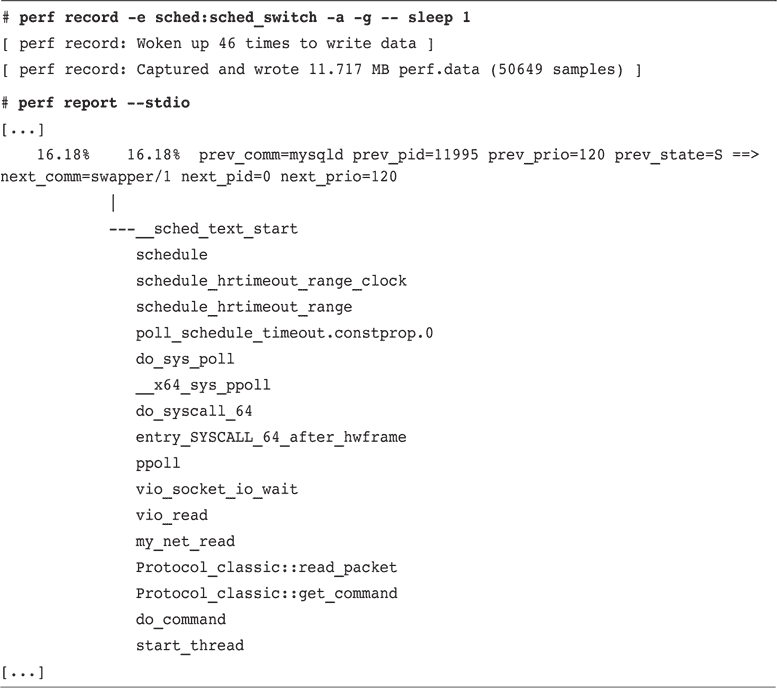 # perf record -e sched:sched_switch -a -g -- sleep 1
[ perf record: Woken up 46 times to write data ]
[ perf record: Captured and wrote 11.717 MB perf.data (50649 samples) ]
# perf report --stdio
[...]
    16.18%    16.18%  prev_comm=mysqld prev_pid=11995 prev_prio=120 prev_state=S ==>
next_comm=swapper/1 next_pid=0 next_prio=120
            |
            ---__sched_text_start
               schedule
               schedule_hrtimeout_range_clock
               schedule_hrtimeout_range
               poll_schedule_timeout.constprop.0
               do_sys_poll
               __x64_sys_ppoll
               do_syscall_64
               entry_SYSCALL_64_after_hwframe
               ppoll
               vio_socket_io_wait
               vio_read
               my_net_read
               Protocol_classic::read_packet
               Protocol_classic::get_command
               do_command
               start_thread
[...]